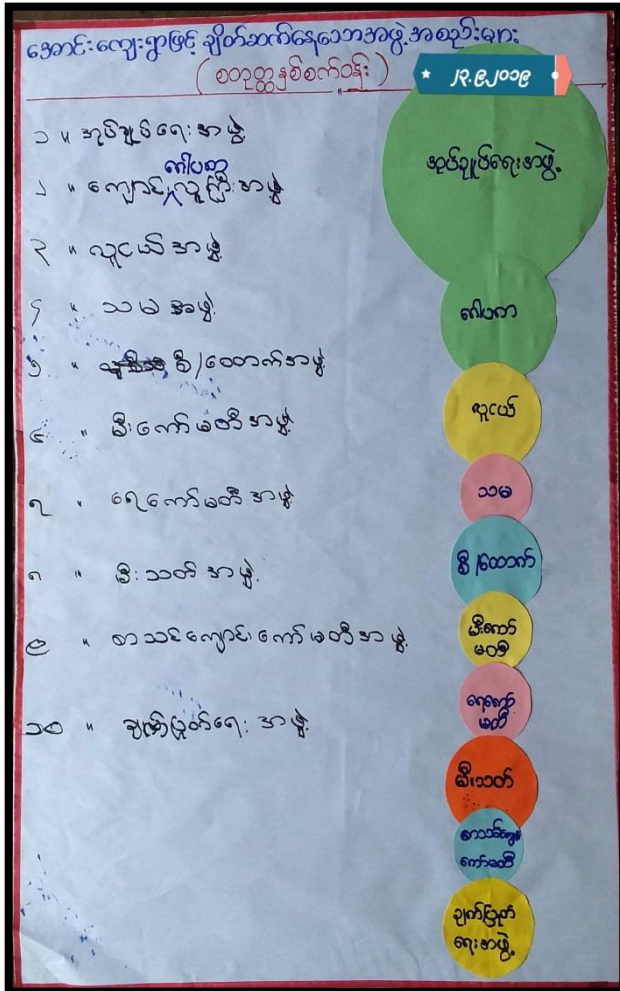 အောင်းကျေးရွာဖြင့် ချိတ်ဆက်နေသောအဖွဲ့အစည်းများ
(စတုတ္ထနှစ်စက်ဝန်း)
၂၃.၉.၂၀၁၉
၁ ။ အုပ်ချုပ်ရေးအဖွဲ့
ဂေါပက
၂ ။ ကျောင်းလူကြီးအဖွဲ့
၃ ။ လူငယ်အဖွဲ့
၄ ။ သမအဖွဲ့
၅ ။ စီ/ထောက်အဖွဲ့
၆ ။ မီးကော်မတီအဖွဲ့
၇ ။ ရေကော်မတီအဖွဲ့
၈ ။ မီးသတ်အဖွဲ့
၉ ။ စာသင်ကျောင်းကော်မတီအဖွဲ့
၁၀ ။ ချက်ပြုတ်ရေးအဖွဲ့
အုပ်ချုပ်ရေးအဖွဲ့
ဂေါပက
လူငယ်
သမ
စီ/ထောက်
မီးကော်
မတီ
ရေကော်
မတီ
မီးသတ်
စာသင်ကျောင်း
ကော်မတီ
ချက်ပြုတ်
ရေးအဖွဲ့